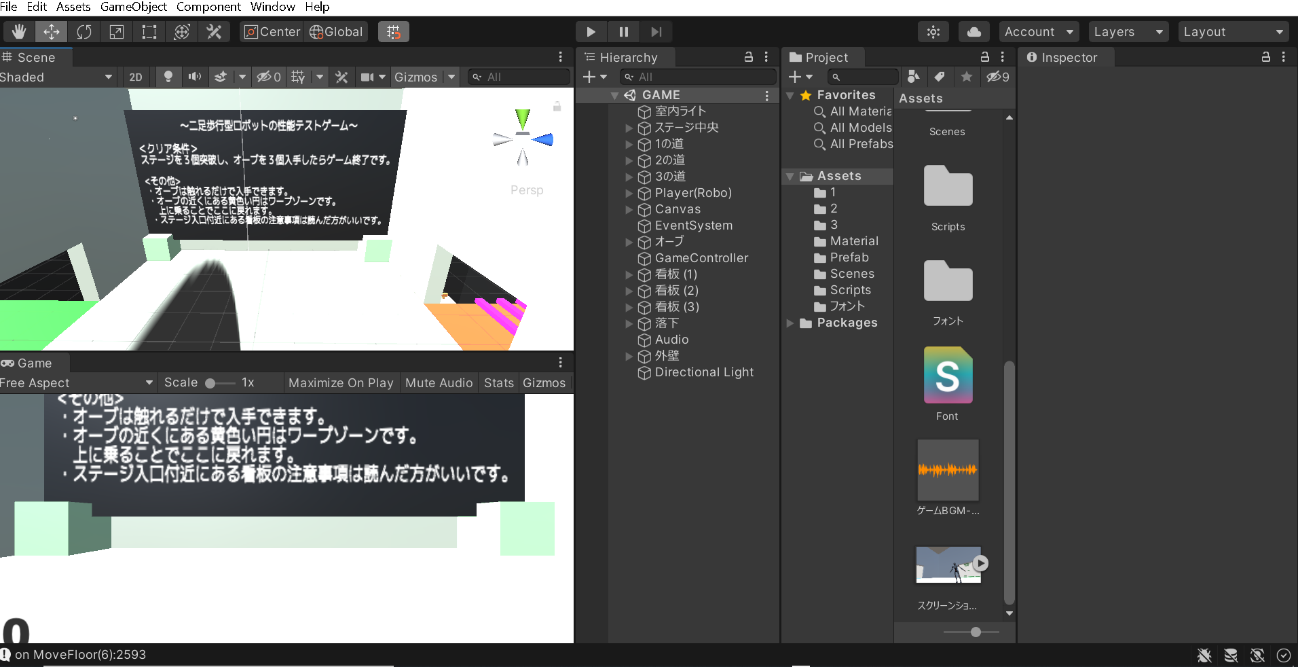 File Edit Assets GameObject Component Window Help
Center Global
Account Layers Layout
Scene
Shaded 2D 0 Gizmos All
~二足歩行型ロボットの性能テストゲーム~
<クリア条件>
ステージを3個突破し、オーブを3個入手したらゲーム終了です。
<その他>
・オーブは触れるだけで入手できます。
・オーブの近くにある黄色い円はワープゾーンです。
上に乗ることでここに戻れます。
・ステージ入口付近にある看板の注意事項は読んだ方がいいです。
Persp
Game
Free Aspect Scale 1x Maximize On Play Mute Audio Stats Gizmos
<その他>
・オーブは触れるだけで入手できます。
・オーブの近くにある黄色い円はワープゾーンです。
上に乗ることでここに戻れます。
・ステージ入口付近にある看板の注意事項は読んだ方がいいです。
0
Hierarchy
All
GAME
室内ライト
ステージ中央
1の道
2の道
3の道
Player(Robo)
Canvas
EventSystem
オーブ
GameController
看板 (1)
看板 (2)
看板 (3)
落下
Audio
外壁
Directional Light
Project
9
Favorites
All Materia
All Models
All Prefabs
Assets
1
2
3
Material
Prefab
Scenes
Scripts
フォント
Packages
Assets
Scenes
Scripts
フォント
S
Font
ゲームBGM-...
スクリーンショ...
Inspector
on MoveFloor(6):2593